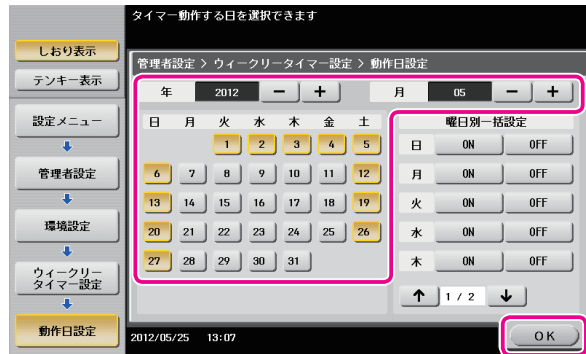 タイマー動作する日を選択できます
しおり表示
テンキー表示
設定メニュー
管理者設定
環境設定
ウィークリー
タイマー設定
動作日設定
管理者設定 > ウィークリータイマー設定 > 動作日設定
年 2012 － ＋ 月 05 － ＋
日 月 火 水 木 金 土
1 2 3 4 5
6 7 8 9 10 11 12
13 14 15 16 17 18 19
20 21 22 23 24 25 26
27 28 29 30 31
曜日別一括設定
日 ON OFF
月 ON OFF
火 ON OFF
水 ON OFF
木 ON OFF
↑ 1 / 2 ↓
2012/05/25 13:07
OK